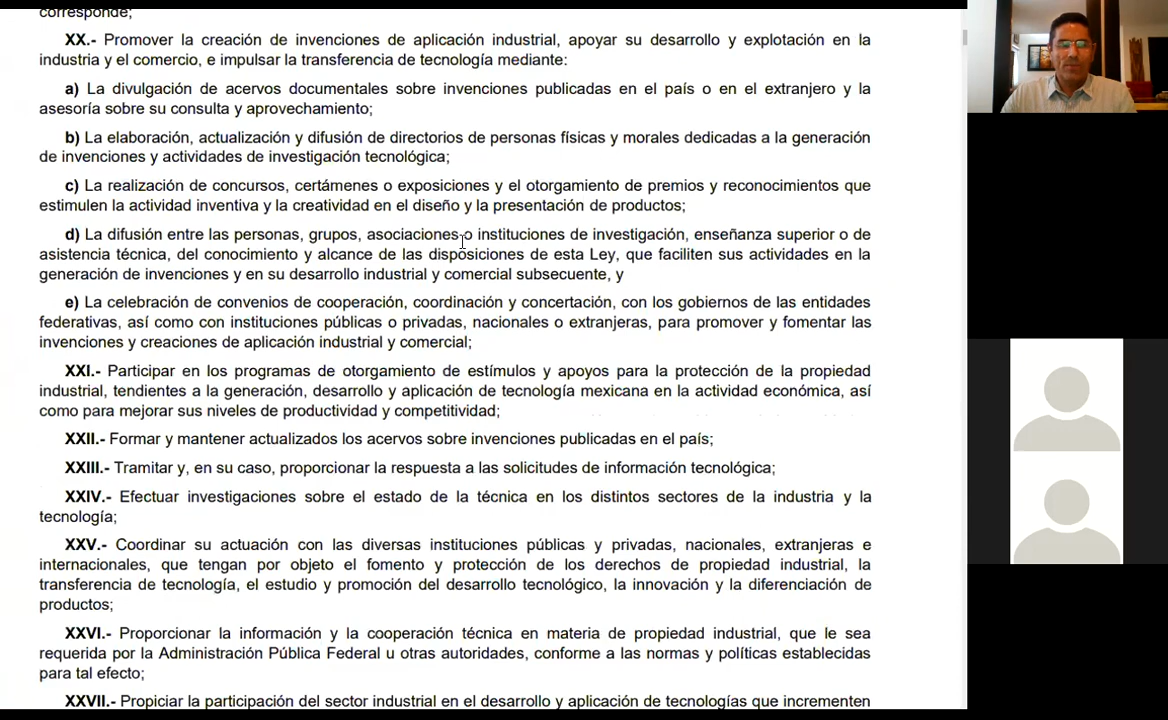 corresponde;
XX.- Promover la creación de invenciones de aplicación industrial, apoyar su desarrollo y explotación en la
industria y el comercio, e impulsar la transferencia de tecnología mediante:
a) La divulgación de acervos documentales sobre invenciones publicadas en el país o en el extranjero y la
asesoría sobre su consulta y aprovechamiento;
b) La elaboración, actualización y difusión de directorios de personas físicas y morales dedicadas a la generación
de invenciones y actividades de investigación tecnológica;
c) La realización de concursos, certámenes o exposiciones y el otorgamiento de premios y reconocimientos que
estimulen la actividad inventiva y la creatividad en el diseño y la presentación de productos;
d) La difusión entre las personas, grupos, asociaciones o instituciones de investigación, enseñanza superior o de
asistencia técnica, del conocimiento y alcance de las disposiciones de esta Ley, que faciliten sus actividades en la
generación de invenciones y en su desarrollo industrial y comercial subsecuente, y
e) La celebración de convenios de cooperación, coordinación y concertación, con los gobiernos de las entidades
federativas, así como con instituciones públicas o privadas, nacionales o extranjeras, para promover y fomentar las
invenciones y creaciones de aplicación industrial y comercial;
XXI.- Participar en los programas de otorgamiento de estímulos y apoyos para la protección de la propiedad
industrial, tendientes a la generación, desarrollo y aplicación de tecnología mexicana en la actividad económica, así
como para mejorar sus niveles de productividad y competitividad;
XXII.- Formar y mantener actualizados los acervos sobre invenciones publicadas en el país;
XXIII.- Tramitar y, en su caso, proporcionar la respuesta a las solicitudes de información tecnológica;
XXIV.- Efectuar investigaciones sobre el estado de la técnica en los distintos sectores de la industria y la
tecnología;
XXV.- Coordinar su actuación con las diversas instituciones públicas y privadas, nacionales, extranjeras e
internacionales, que tengan por objeto el fomento y protección de los derechos de propiedad industrial, la
transferencia de tecnología, el estudio y promoción del desarrollo tecnológico, la innovación y la diferenciación de
productos;
XXVI.- Proporcionar la información y la cooperación técnica en materia de propiedad industrial, que le sea
requerida por la Administración Pública Federal u otras autoridades, conforme a las normas y políticas establecidas
para tal efecto;
XXVII.- Propiciar la participación del sector industrial en el desarrollo y aplicación de tecnologías que incrementen